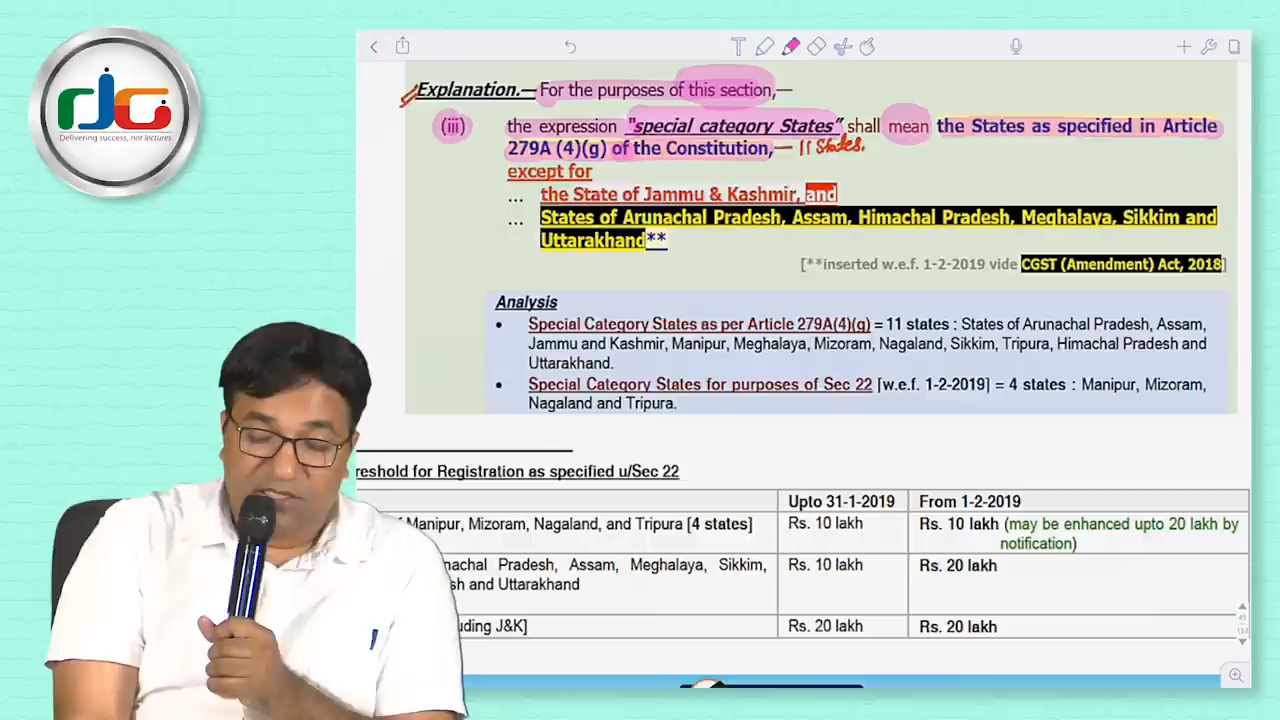 Delivering success, not lectures
Explanation.— For the purposes of this section,—
(iii) the expression "special category States" shall mean the States as specified in Article
279A (4)(g) of the Constitution,— 11 States.
except for
... the State of Jammu & Kashmir, and
... States of Arunachal Pradesh, Assam, Himachal Pradesh, Meghalaya, Sikkim and
Uttarakhand**
[**inserted w.e.f. 1-2-2019 vide CGST (Amendment) Act, 2018]
Analysis
• Special Category States as per Article 279A(4)(g) = 11 states : States of Arunachal Pradesh, Assam,
Jammu and Kashmir, Manipur, Meghalaya, Mizoram, Nagaland, Sikkim, Tripura, Himachal Pradesh and
Uttarakhand.
• Special Category States for purposes of Sec 22 [w.e.f. 1-2-2019] = 4 states : Manipur, Mizoram,
Nagaland and Tripura.
reshold for Registration as specified u/Sec 22
Upto 31-1-2019 From 1-2-2019
Manipur, Mizoram, Nagaland, and Tripura [4 states] Rs. 10 lakh Rs. 10 lakh (may be enhanced upto 20 lakh by
notification)
nachal Pradesh, Assam, Meghalaya, Sikkim, Rs. 10 lakh Rs. 20 lakh
sh and Uttarakhand
uding J&K] Rs. 20 lakh Rs. 20 lakh